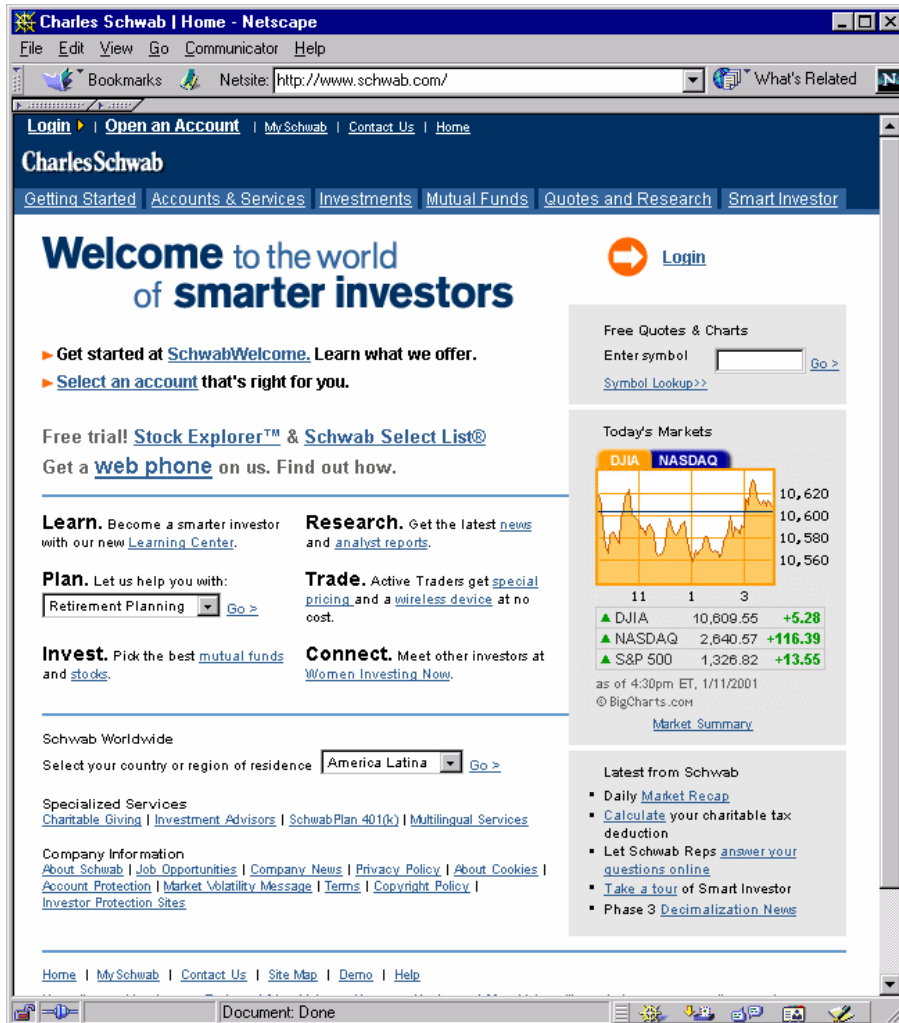 Charles Schwab | Home - Netscape
File Edit View Go Communicator Help
Bookmarks Netsite: http://www.schwab.com/ What's Related N
Login | Open an Account | My Schwab | Contact Us | Home
Charles Schwab
Getting Started Accounts & Services Investments Mutual Funds Quotes and Research Smart Investor
Welcome to the world
of smarter investors
Login
Get started at SchwabWelcome. Learn what we offer.
Select an account that's right for you.
Free trial! Stock Explorer™ & Schwab Select List®
Get a web phone on us. Find out how.
Learn. Become a smarter investor
with our new Learning Center.
Research. Get the latest news
and analyst reports.
Plan. Let us help you with:
Retirement Planning Go >
Trade. Active Traders get special
pricing and a wireless device at no
cost.
Invest. Pick the best mutual funds
and stocks.
Connect. Meet other investors at
Women Investing Now.
Schwab Worldwide
Select your country or region of residence America Latina Go >
Specialized Services
Charitable Giving | Investment Advisors | SchwabPlan 401(k) | Multilingual Services
Company Information
About Schwab | Job Opportunities | Company News | Privacy Policy | About Cookies |
Account Protection | Market Volatility Message | Terms | Copyright Policy |
Investor Protection Sites
Free Quotes & Charts
Enter symbol Go >
Symbol Lookup>>
Today's Markets
DJIA NASDAQ
10,620
10,600
10,580
10,560
11 1 3
DJIA 10,609.55 +5.28
NASDAQ 2,640.57 +116.39
S&P 500 1,326.82 +13.55
as of 4:30pm ET, 1/11/2001
© BigCharts.com
Market Summary
Latest from Schwab
Daily Market Recap
Calculate your charitable tax
deduction
Let Schwab Reps answer your
questions online
Take a tour of Smart Investor
Phase 3 Decimalization News
Home | My Schwab | Contact Us | Site Map | Demo | Help
Document: Done